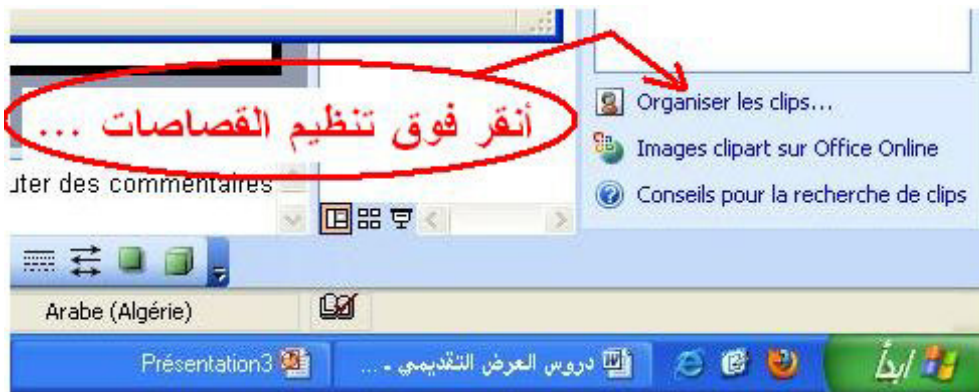 أنقر فوق تنظيم القصاصات ...
Organiser les clips...
Images clipart sur Office Online
Conseils pour la recherche de clips
uter des commentaires
Arabe (Algérie)
Présentation3
دروس العرض التقديمي - ...
ابدأ